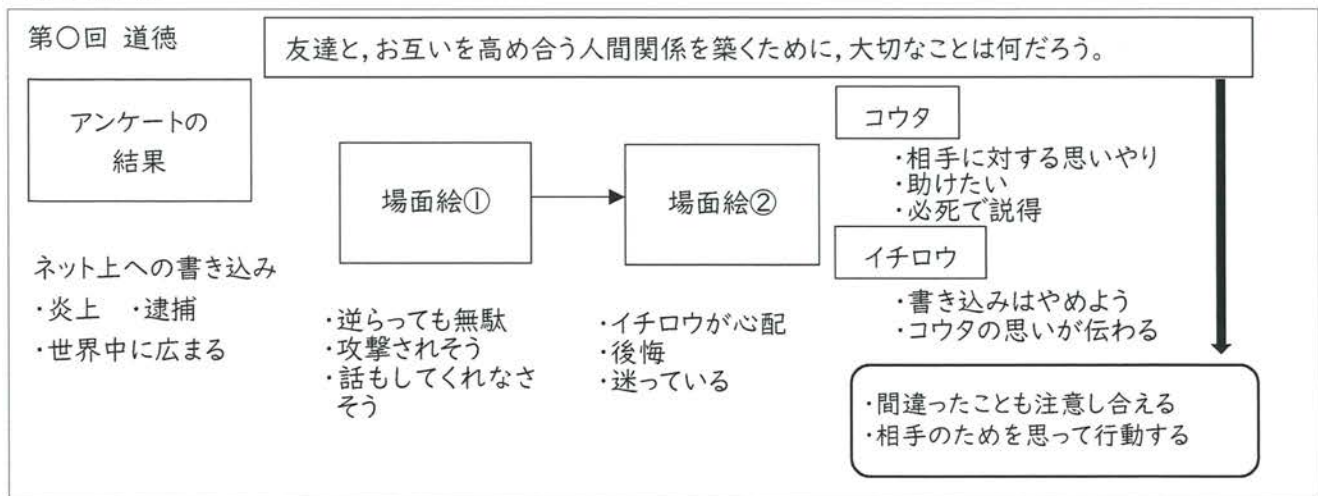 第〇回 道徳
友達と,お互いを高め合う人間関係を築くために,大切なことは何だろう。
アンケートの
結果
ネット上への書き込み
・炎上 ・逮捕
・世界中に広まる
場面絵①
・逆らっても無駄
・攻撃されそう
・話もしてくれなさ
そう
場面絵②
・イチロウが心配
・後悔
・迷っている
コウタ
・相手に対する思いやり
・助けたい
・必死で説得
イチロウ
・書き込みはやめよう
・コウタの思いが伝わる
・間違ったことも注意し合える
・相手のためを思って行動する